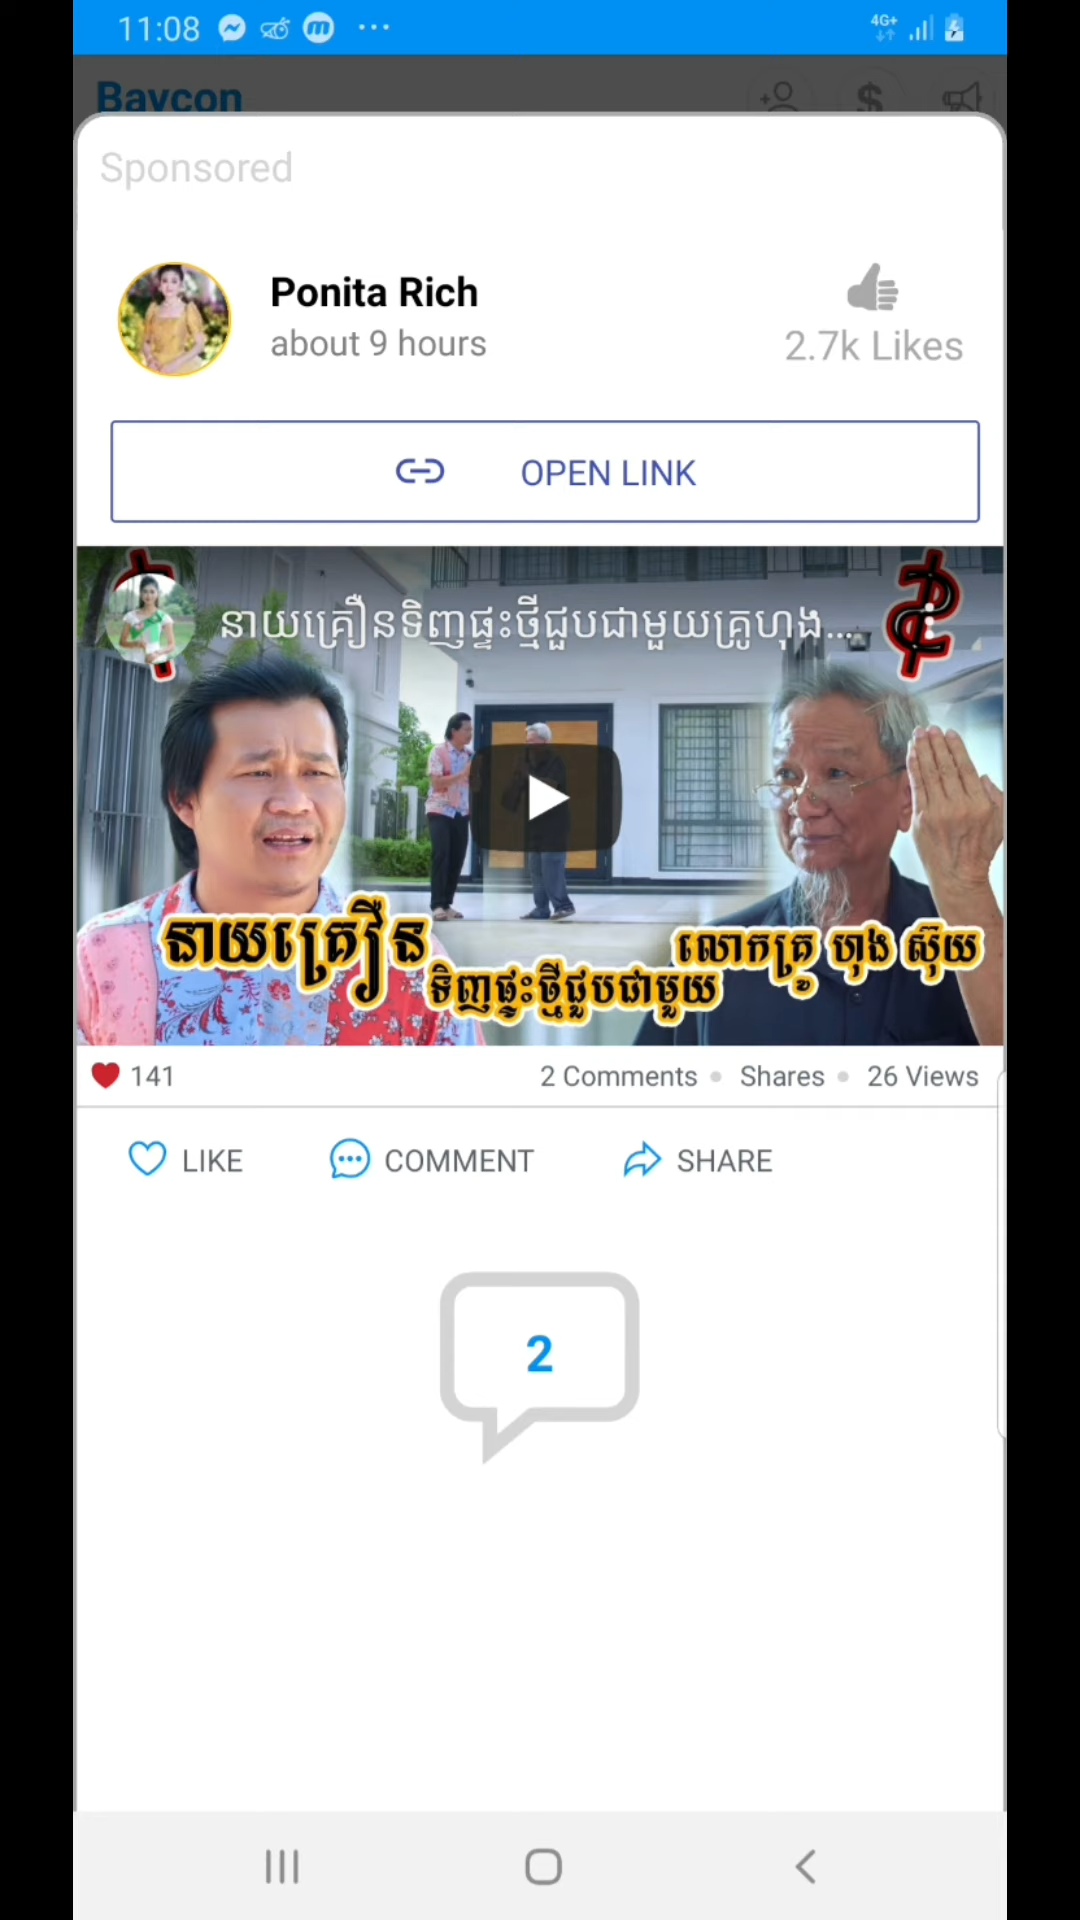 11:08
4G+
Baycon
Sponsored
Ponita Rich
about 9 hours
2.7k Likes
OPEN LINK
នាយគ្រឿនទិញផ្ទះថ្មីជួបជាមួយគ្រូហុង...
នាយគ្រឿន
ទិញផ្ទះថ្មីជួបជាមួយ
លោកគ្រូ ហុង ស៊ុយ
141
2 Comments • Shares • 26 Views
LIKE
COMMENT
SHARE
2